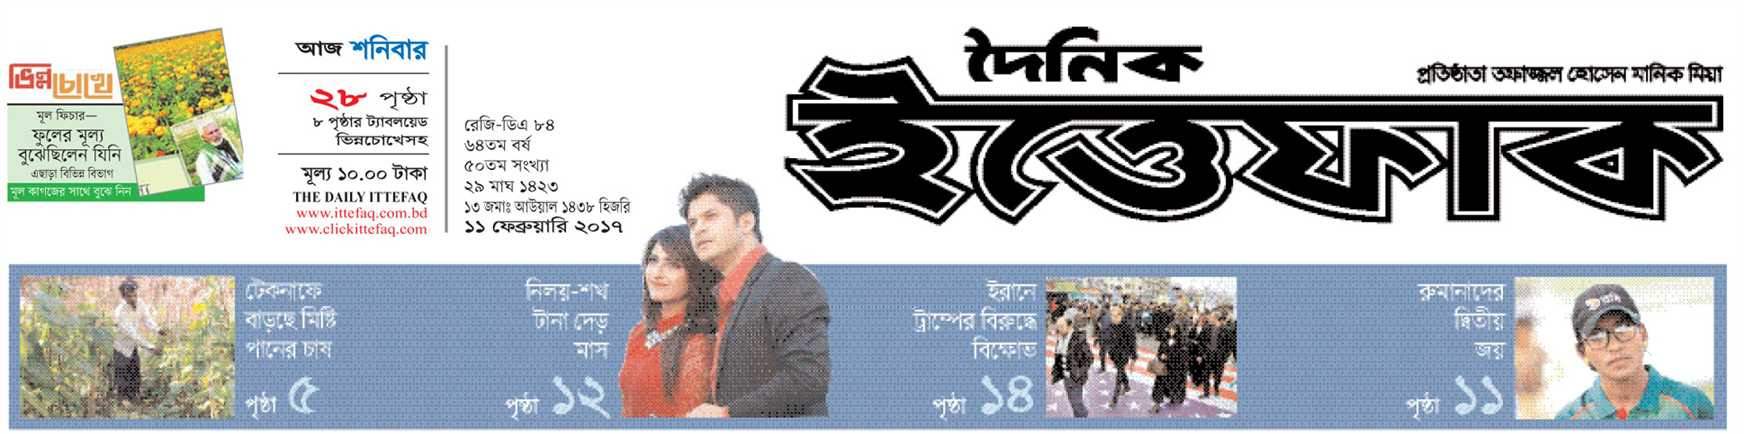 ভিন্নচোখে
মূল ফিচার—
ফুলের মূল্য
বুঝেছিলেন যিনি
এছাড়া বিভিন্ন বিভাগ
মূল কাগজের সাথে বুঝে নিন
আজ শনিবার
২৮ পৃষ্ঠা
৮ পৃষ্ঠার ট্যাবলয়েড
ভিন্নচোখেসহ
মূল্য ১০.০০ টাকা
THE DAILY ITTEFAQ
www.ittefaq.com.bd
www.clickittefaq.com
রেজি-ডিএ ৮৪
৬৪তম বর্ষ
৫০তম সংখ্যা
২৯ মাঘ ১৪২৩
১৩ জমাঃ আউয়াল ১৪৩৮ হিজরি
১১ ফেব্রুয়ারি ২০১৭
দৈনিক
ইত্তেফাক
প্রতিষ্ঠাতা তফাজ্জল হোসেন মানিক মিয়া
টেকনাফে
বাড়ছে মিষ্টি
পানের চাষ
পৃষ্ঠা ৫
নিলয়-শখ
টানা দেড়
মাস
পৃষ্ঠা ১২
ইরানে
ট্রাম্পের বিরুদ্ধে
বিক্ষোভ
পৃষ্ঠা ১৪
রুমানাদের
দ্বিতীয়
জয়
পৃষ্ঠা ১১